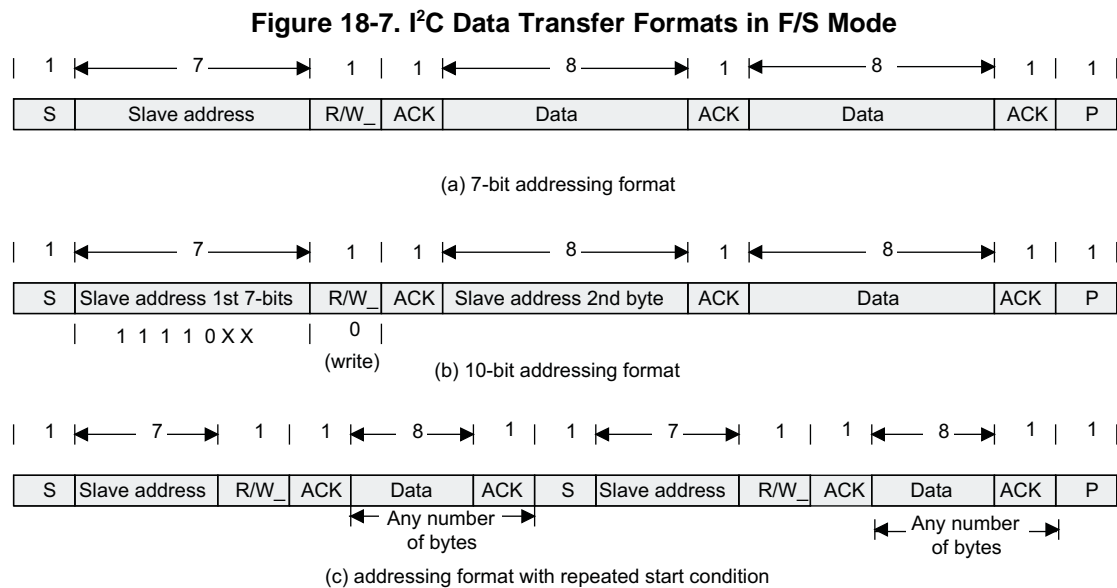 Figure 18-7. I²C Data Transfer Formats in F/S Mode
1 7 1 1 8 1 8 1 1
S Slave address R/W_ ACK Data ACK Data ACK P
(a) 7-bit addressing format
1 7 1 1 8 1 8 1 1
S Slave address 1st 7-bits R/W_ ACK Slave address 2nd byte ACK Data ACK P
1 1 1 1 0 X X 0
(write)
(b) 10-bit addressing format
1 7 1 1 8 1 1 7 1 1 8 1 1
S Slave address R/W_ ACK Data ACK S Slave address R/W_ ACK Data ACK P
Any number Any number
of bytes of bytes
(c) addressing format with repeated start condition